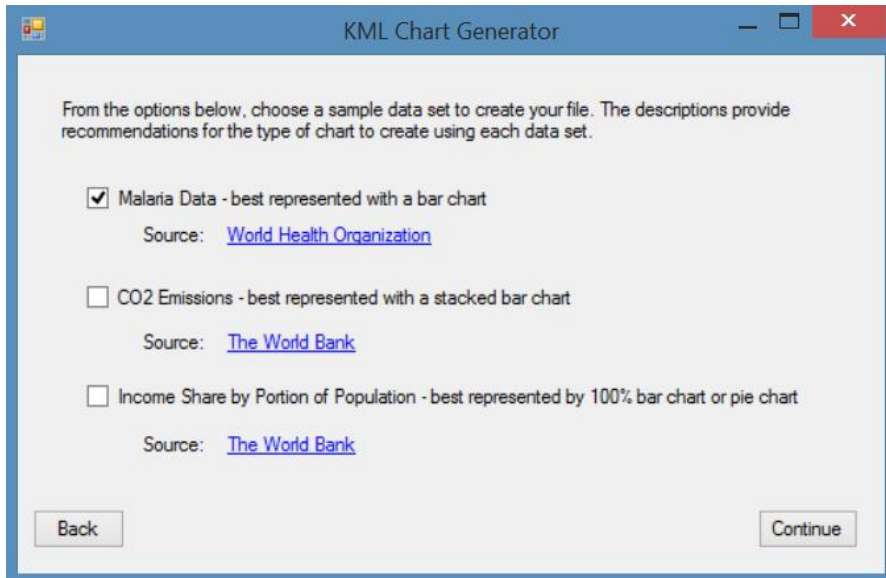 KML Chart Generator
From the options below, choose a sample data set to create your file. The descriptions provide
recommendations for the type of chart to create using each data set.
Malaria Data - best represented with a bar chart
Source: World Health Organization
CO2 Emissions - best represented with a stacked bar chart
Source: The World Bank
Income Share by Portion of Population - best represented by 100% bar chart or pie chart
Source: The World Bank
Back Continue